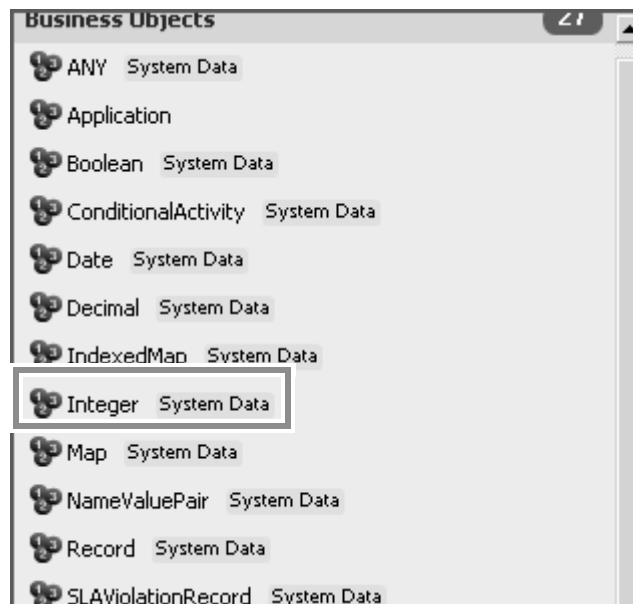 Business Objects 27
ANY System Data
Application
Boolean System Data
ConditionalActivity System Data
Date System Data
Decimal System Data
IndexedMap System Data
Integer System Data
Map System Data
NameValuePair System Data
Record System Data
SLAViolationRecord System Data